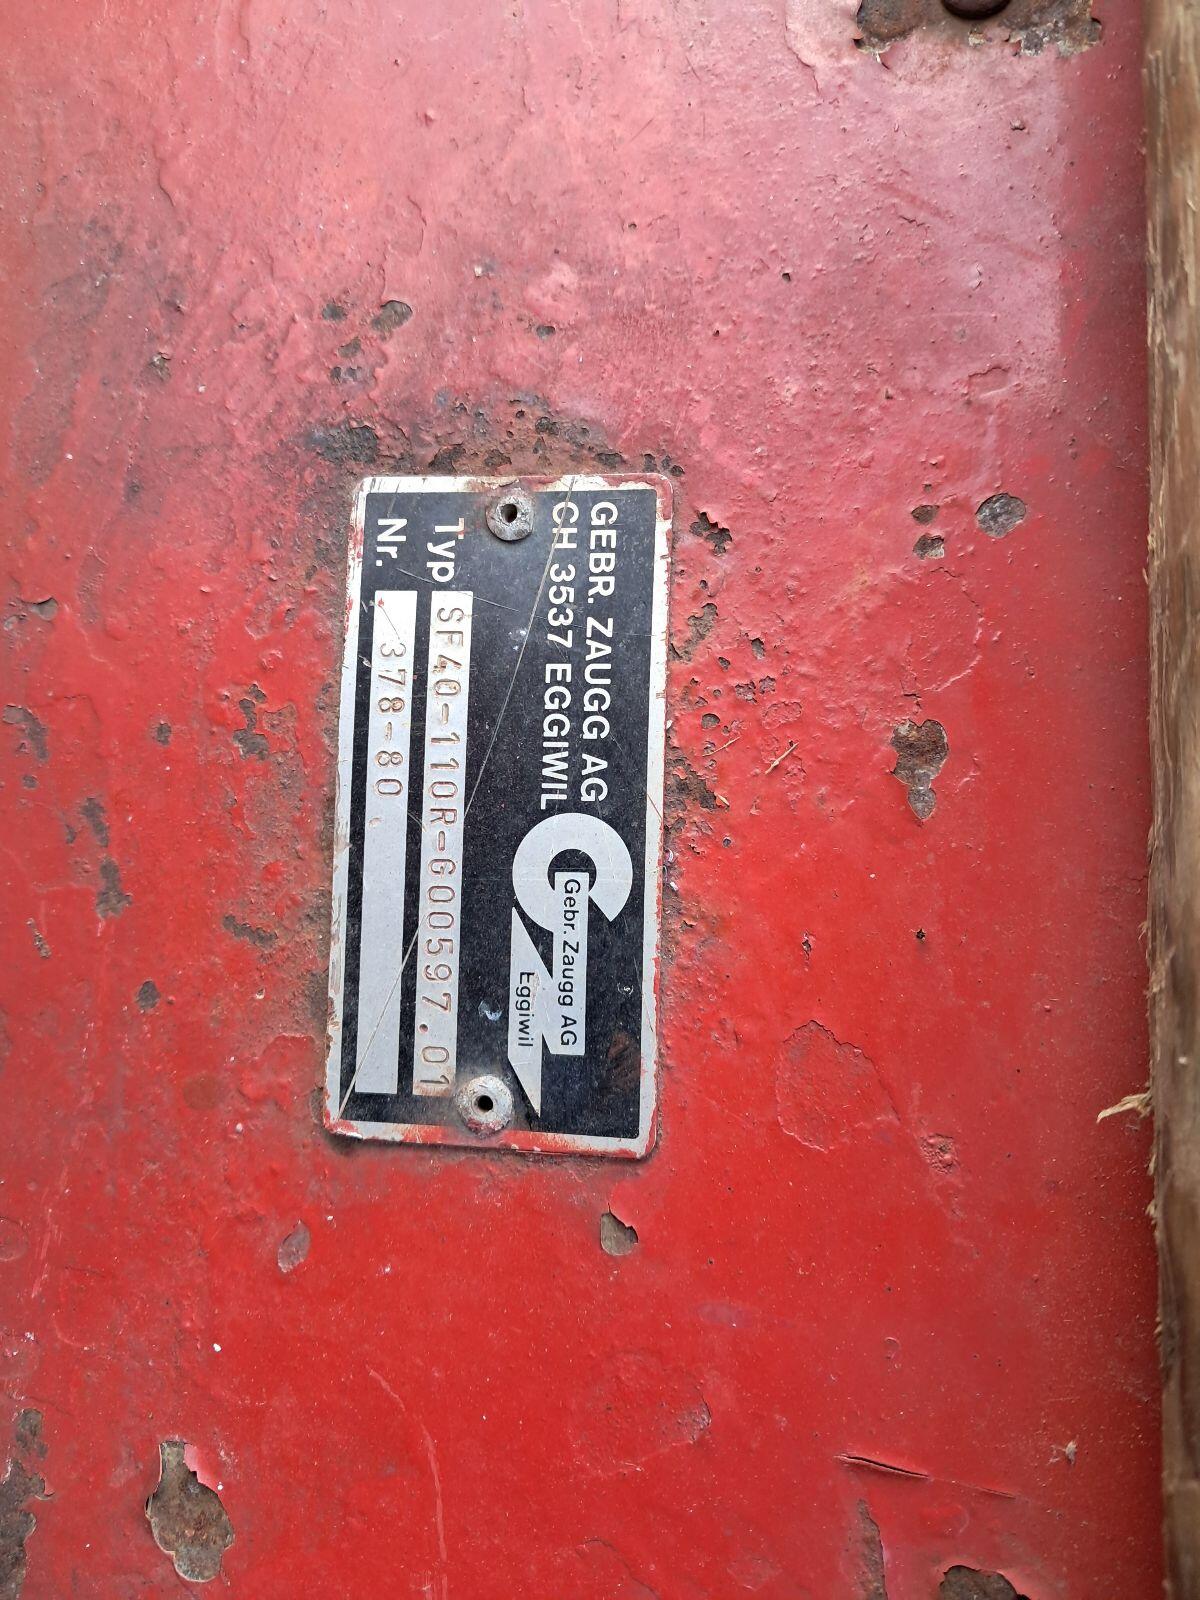 GEBR. ZAUGG AG
CH 3537 EGGIWIL
Gebr. Zaugg AG
Eggiwil
Typ SF40-110R-G00597.01
Nr. 378-80